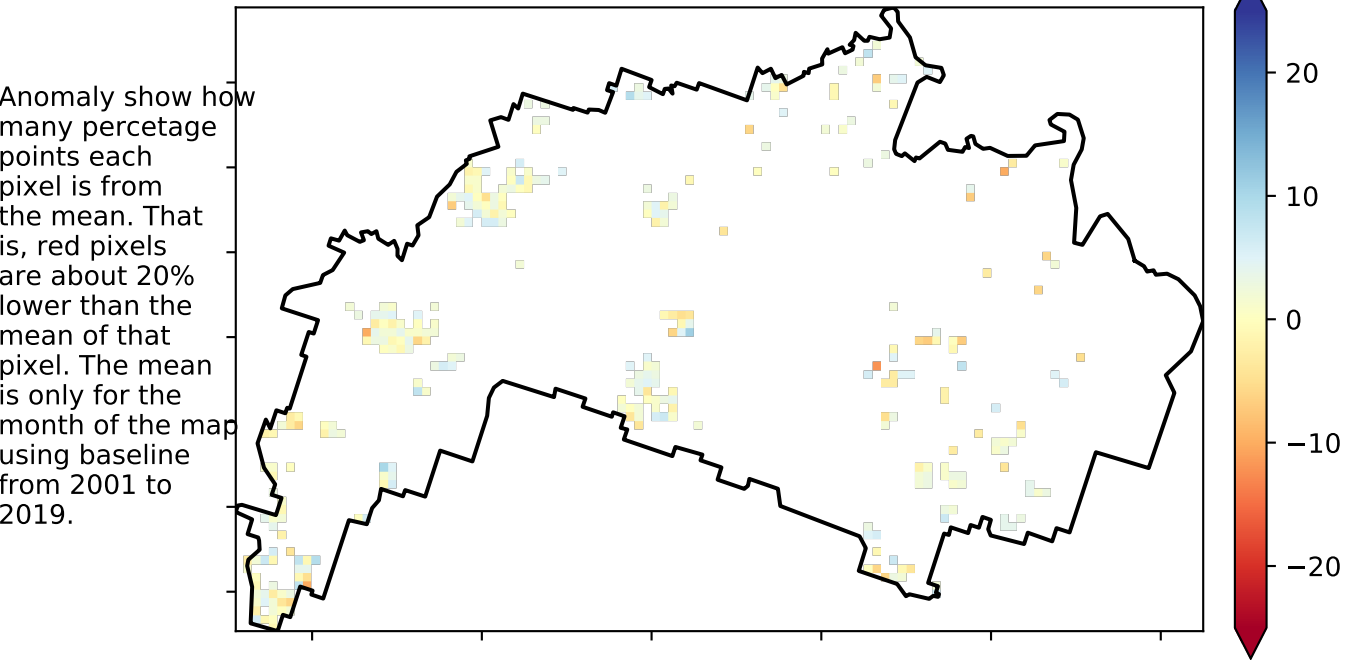 Anomaly show how
many percetage
points each
pixel is from
the mean. That
is, red pixels
are about 20%
lower than the
mean of that
pixel. The mean
is only for the
month of the map
using baseline
from 2001 to
2019.
20
10
0
−10
−20